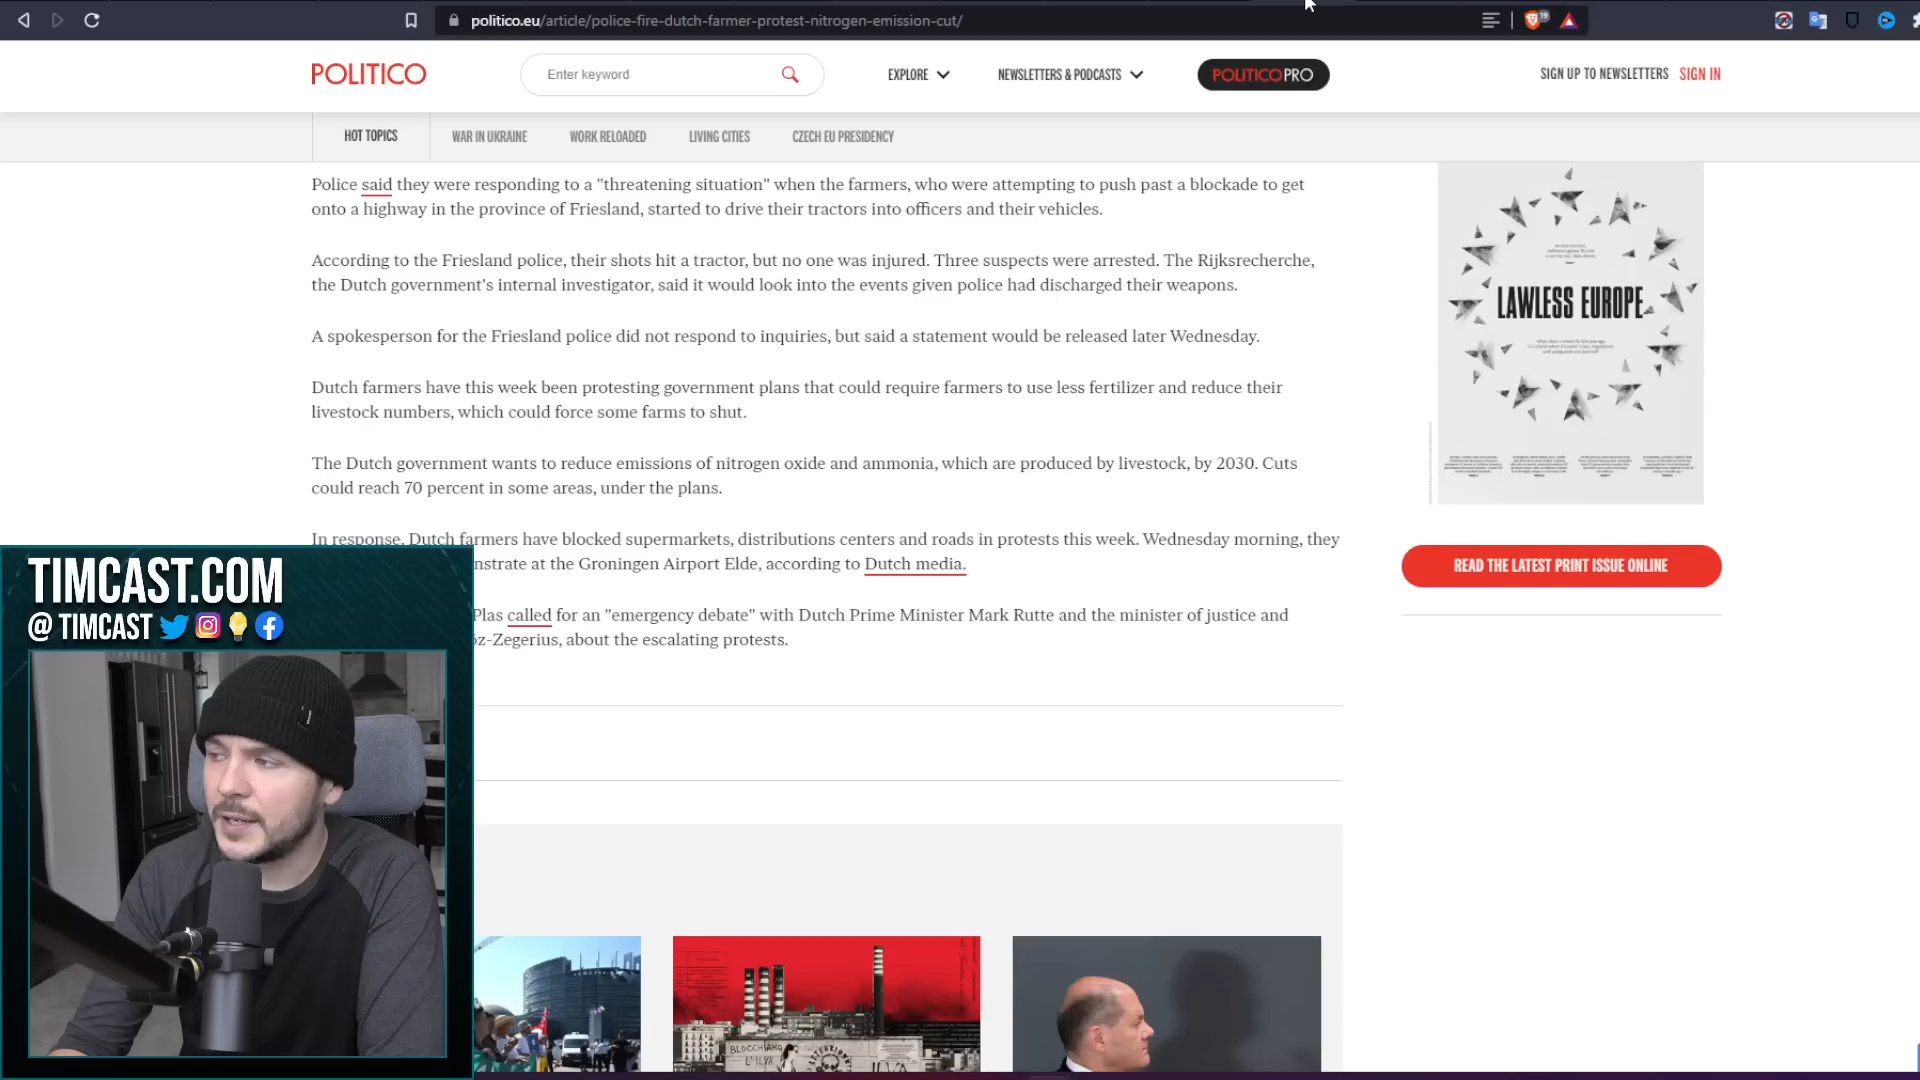 politico.eu/article/police-fire-dutch-farmer-protest-nitrogen-emission-cut/
19
POLITICO
Enter keyword
EXPLORE
NEWSLETTERS & PODCASTS
POLITICOPRO
SIGN UP TO NEWSLETTERS
SIGN IN
HOT TOPICS
WAR IN UKRAINE
WORK RELOADED
LIVING CITIES
CZECH EU PRESIDENCY
Police said they were responding to a "threatening situation" when the farmers, who were attempting to push past a blockade to get
onto a highway in the province of Friesland, started to drive their tractors into officers and their vehicles.
According to the Friesland police, their shots hit a tractor, but no one was injured. Three suspects were arrested. The Rijksrecherche,
the Dutch government's internal investigator, said it would look into the events given police had discharged their weapons.
A spokesperson for the Friesland police did not respond to inquiries, but said a statement would be released later Wednesday.
Dutch farmers have this week been protesting government plans that could require farmers to use less fertilizer and reduce their
livestock numbers, which could force some farms to shut.
The Dutch government wants to reduce emissions of nitrogen oxide and ammonia, which are produced by livestock, by 2030. Cuts
could reach 70 percent in some areas, under the plans.
In response, Dutch farmers have blocked supermarkets, distributions centers and roads in protests this week. Wednesday morning, they
nstrate at the Groningen Airport Elde, according to Dutch media.
Plas called for an "emergency debate" with Dutch Prime Minister Mark Rutte and the minister of justice and
öz-Zegerius, about the escalating protests.
LAWLESS EUROPE
READ THE LATEST PRINT ISSUE ONLINE
TIMCAST.COM
@ TIMCAST
BLOCCHIAMO
L'ILVA
ILVA